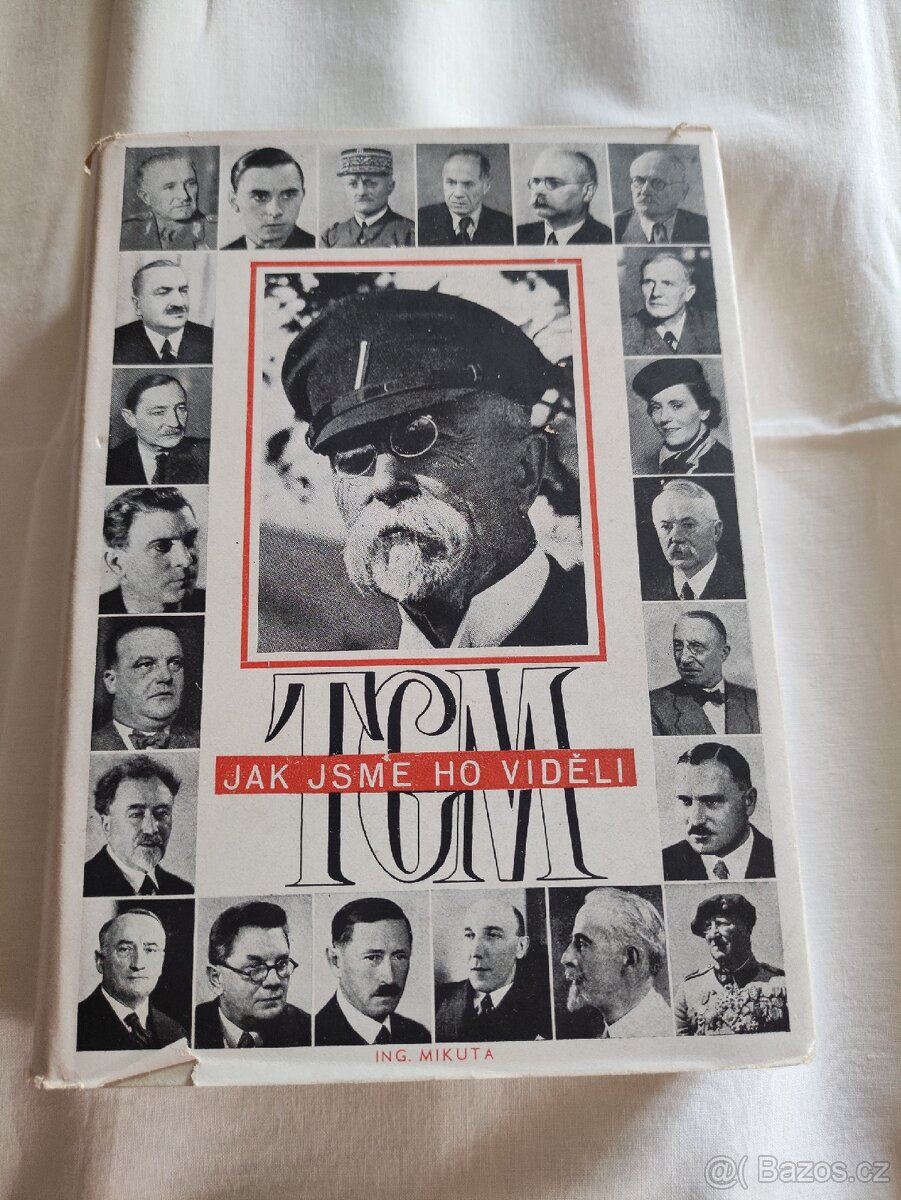 TGM
JAK JSME HO VIDĚLI
ING. MIKUTA
@( Bazos.cz